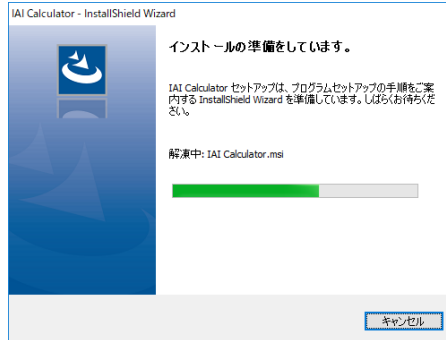 IAI Calculator - InstallShield Wizard
インストールの準備をしています。
IAI Calculator セットアップは、プログラムセットアップの手順をご案
内する InstallShield Wizard を準備しています。しばらくお待ちくだ
さい。
解凍中: IAI Calculator.msi
キャンセル